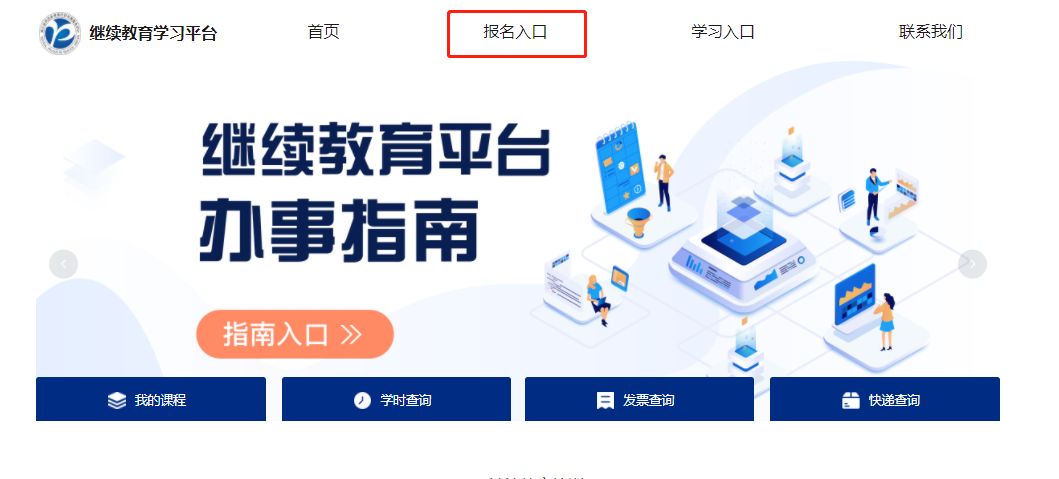 继续教育学习平台
首页
报名入口
学习入口
联系我们
继续教育平台
办事指南
指南入口
我的课程
学时查询
发票查询
快递查询